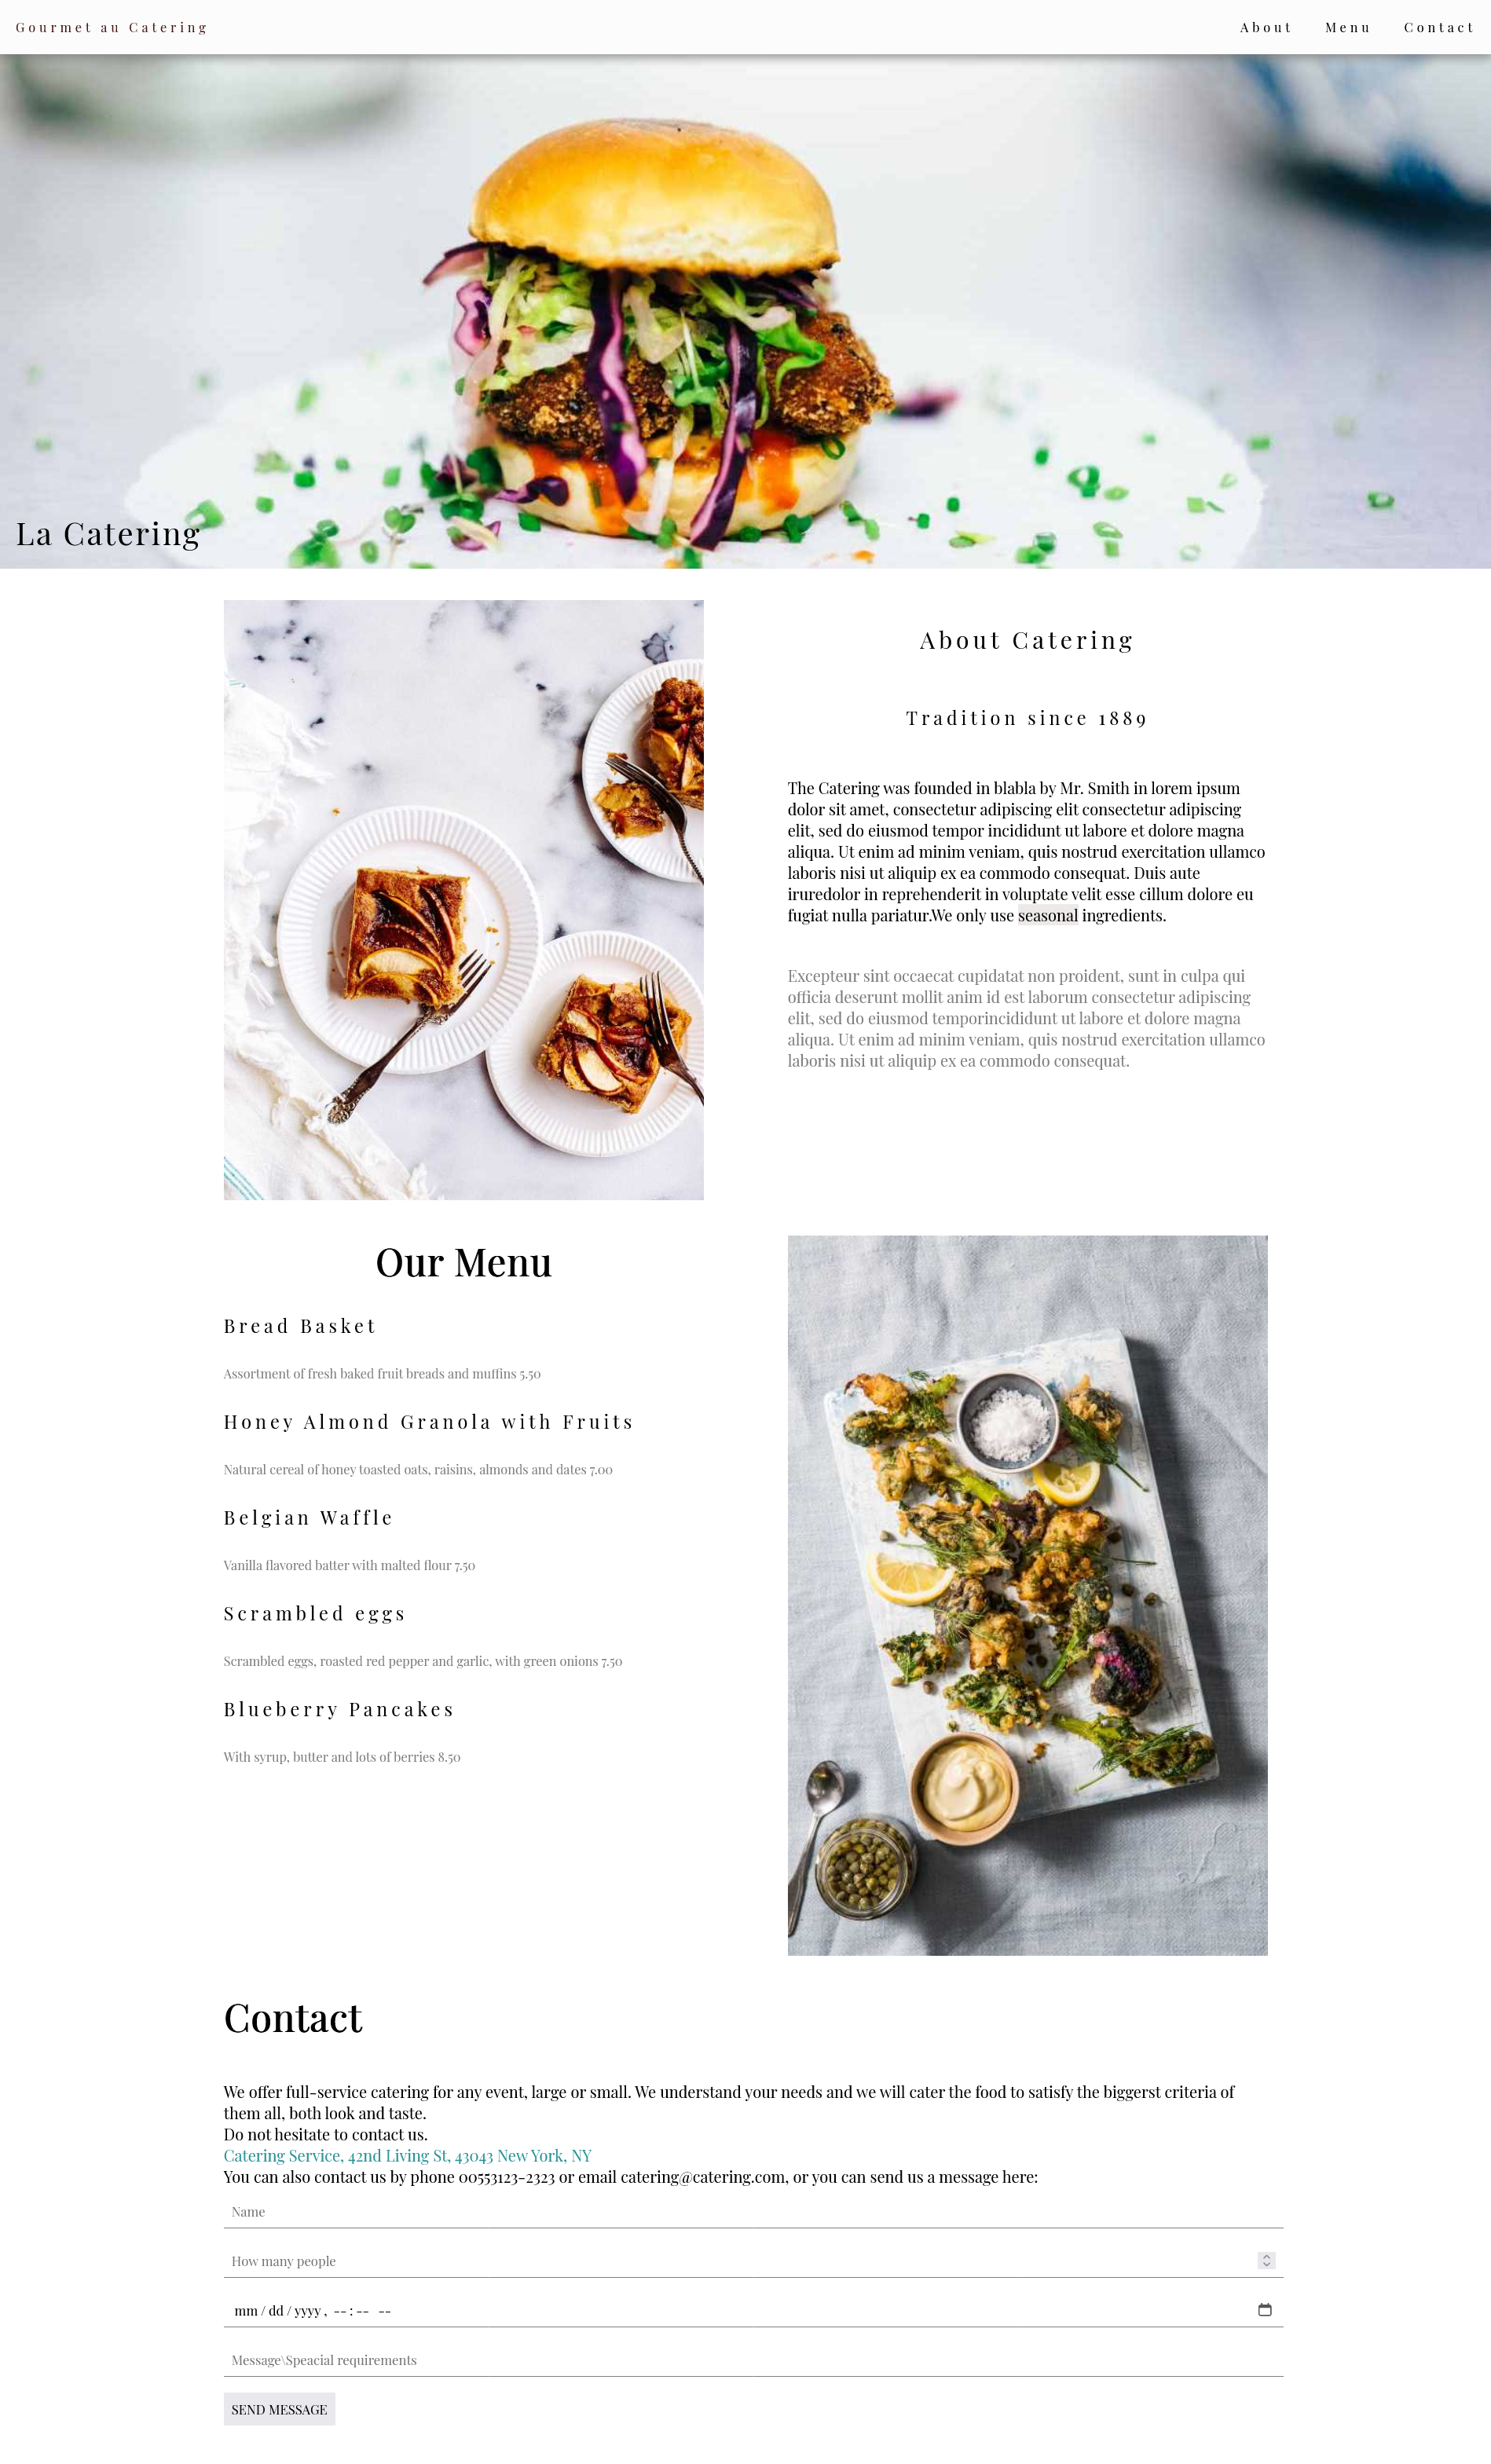 Gourmet au Catering
About Menu Contact
La Catering
About Catering
Tradition since 1889
The Catering was founded in blabla by Mr. Smith in lorem ipsum
dolor sit amet, consectetur adipiscing elit consectetur adipiscing
elit, sed do eiusmod tempor incididunt ut labore et dolore magna
aliqua. Ut enim ad minim veniam, quis nostrud exercitation ullamco
laboris nisi ut aliquip ex ea commodo consequat. Duis aute
iruredolor in reprehenderit in voluptate velit esse cillum dolore eu
fugiat nulla pariatur.We only use seasonal ingredients.
Excepteur sint occaecat cupidatat non proident, sunt in culpa qui
officia deserunt mollit anim id est laborum consectetur adipiscing
elit, sed do eiusmod temporincididunt ut labore et dolore magna
aliqua. Ut enim ad minim veniam, quis nostrud exercitation ullamco
laboris nisi ut aliquip ex ea commodo consequat.
Our Menu
Bread Basket
Assortment of fresh baked fruit breads and muffins 5.50
Honey Almond Granola with Fruits
Natural cereal of honey toasted oats, raisins, almonds and dates 7.00
Belgian Waffle
Vanilla flavored batter with malted flour 7.50
Scrambled eggs
Scrambled eggs, roasted red pepper and garlic, with green onions 7.50
Blueberry Pancakes
With syrup, butter and lots of berries 8.50
Contact
We offer full-service catering for any event, large or small. We understand your needs and we will cater the food to satisfy the biggerst criteria of
them all, both look and taste.
Do not hesitate to contact us.
Catering Service, 42nd Living St, 43043 New York, NY
You can also contact us by phone 00553123-2323 or email catering@catering.com, or you can send us a message here:
Name
How many people
mm / dd / yyyy , -- : -- --
Message\Speacial requirements
SEND MESSAGE